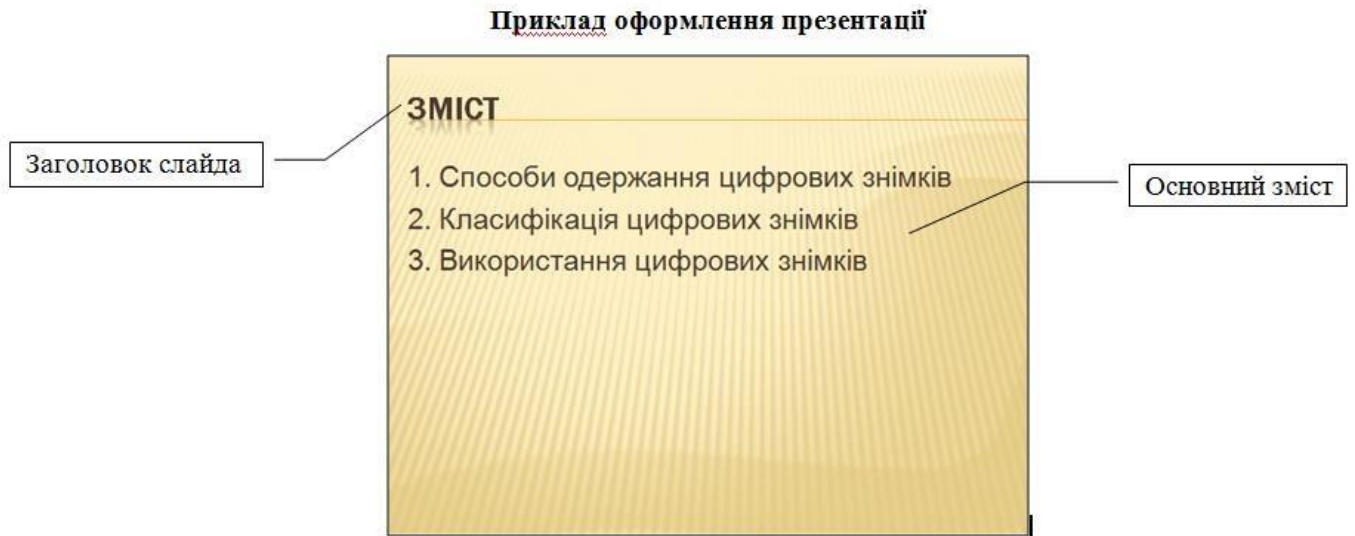 Приклад оформлення презентації
ЗМІСТ
Заголовок слайда
1. Способи одержання цифрових знімків
2. Класифікація цифрових знімків
3. Використання цифрових знімків
Основний зміст